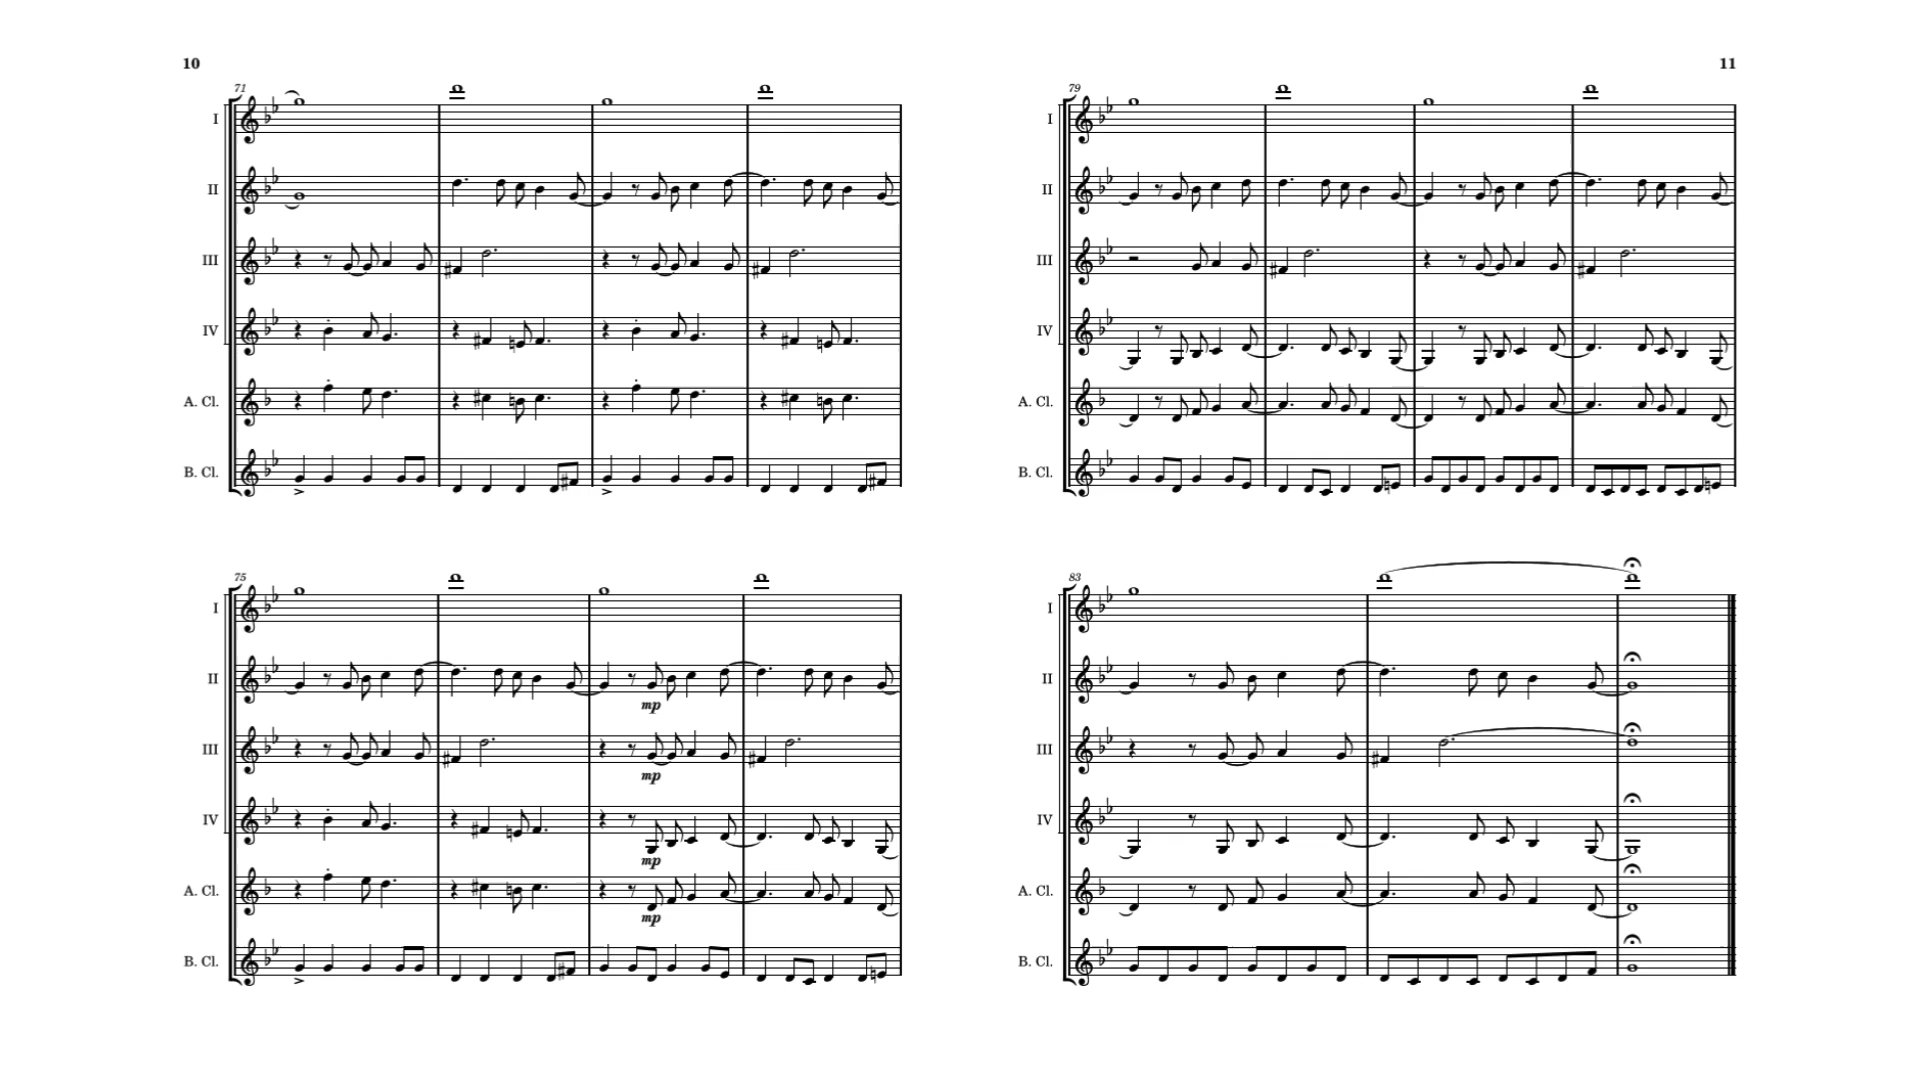 10
71
I
II
III
IV
A. Cl.
B. Cl.
75
I
II
mp
III
mp
IV
mp
A. Cl.
mp
B. Cl.
11
79
I
II
III
IV
A. Cl.
B. Cl.
83
I
II
III
IV
A. Cl.
B. Cl.